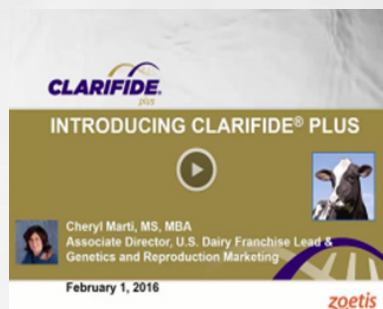 CLARIFIDE®
plus
INTRODUCING CLARIFIDE® PLUS
Cheryl Marti, MS, MBA
Associate Director, U.S. Dairy Franchise Lead &
Genetics and Reproduction Marketing
February 1, 2016
zoetis